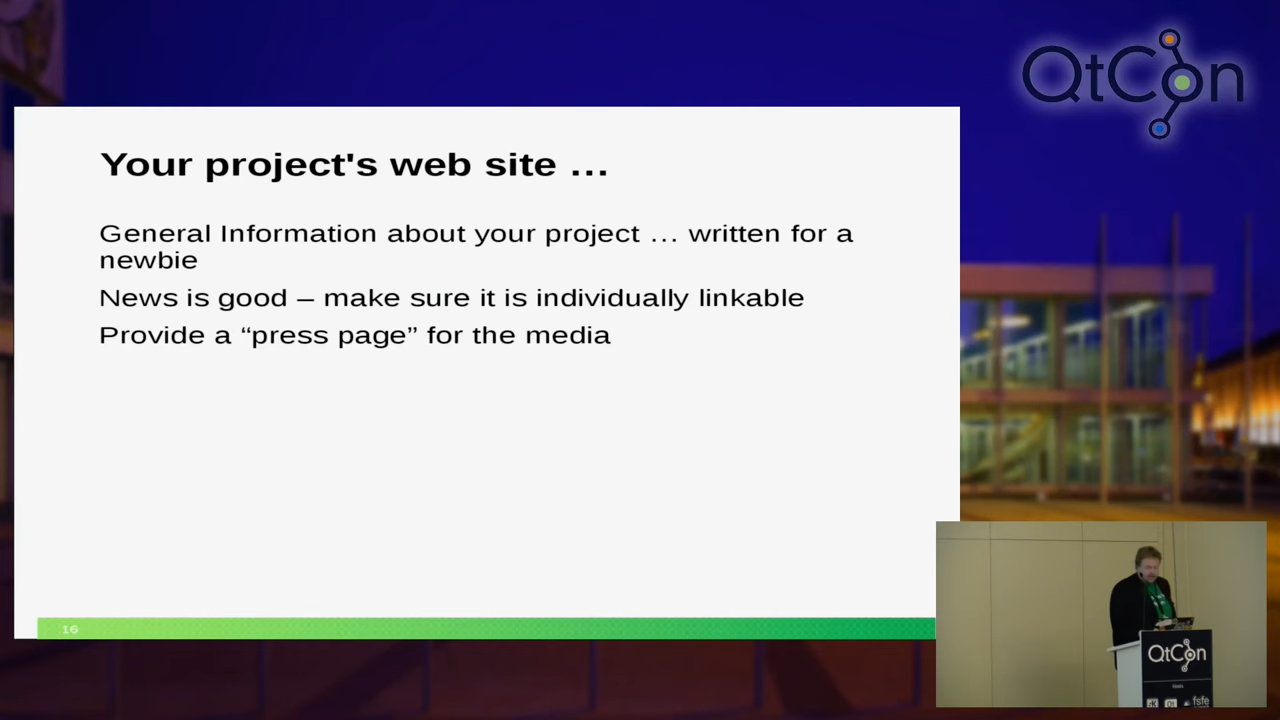 QtCon
Your project's web site …
General Information about your project … written for a
newbie
News is good – make sure it is individually linkable
Provide a “press page” for the media
16
QtCon
fsfe